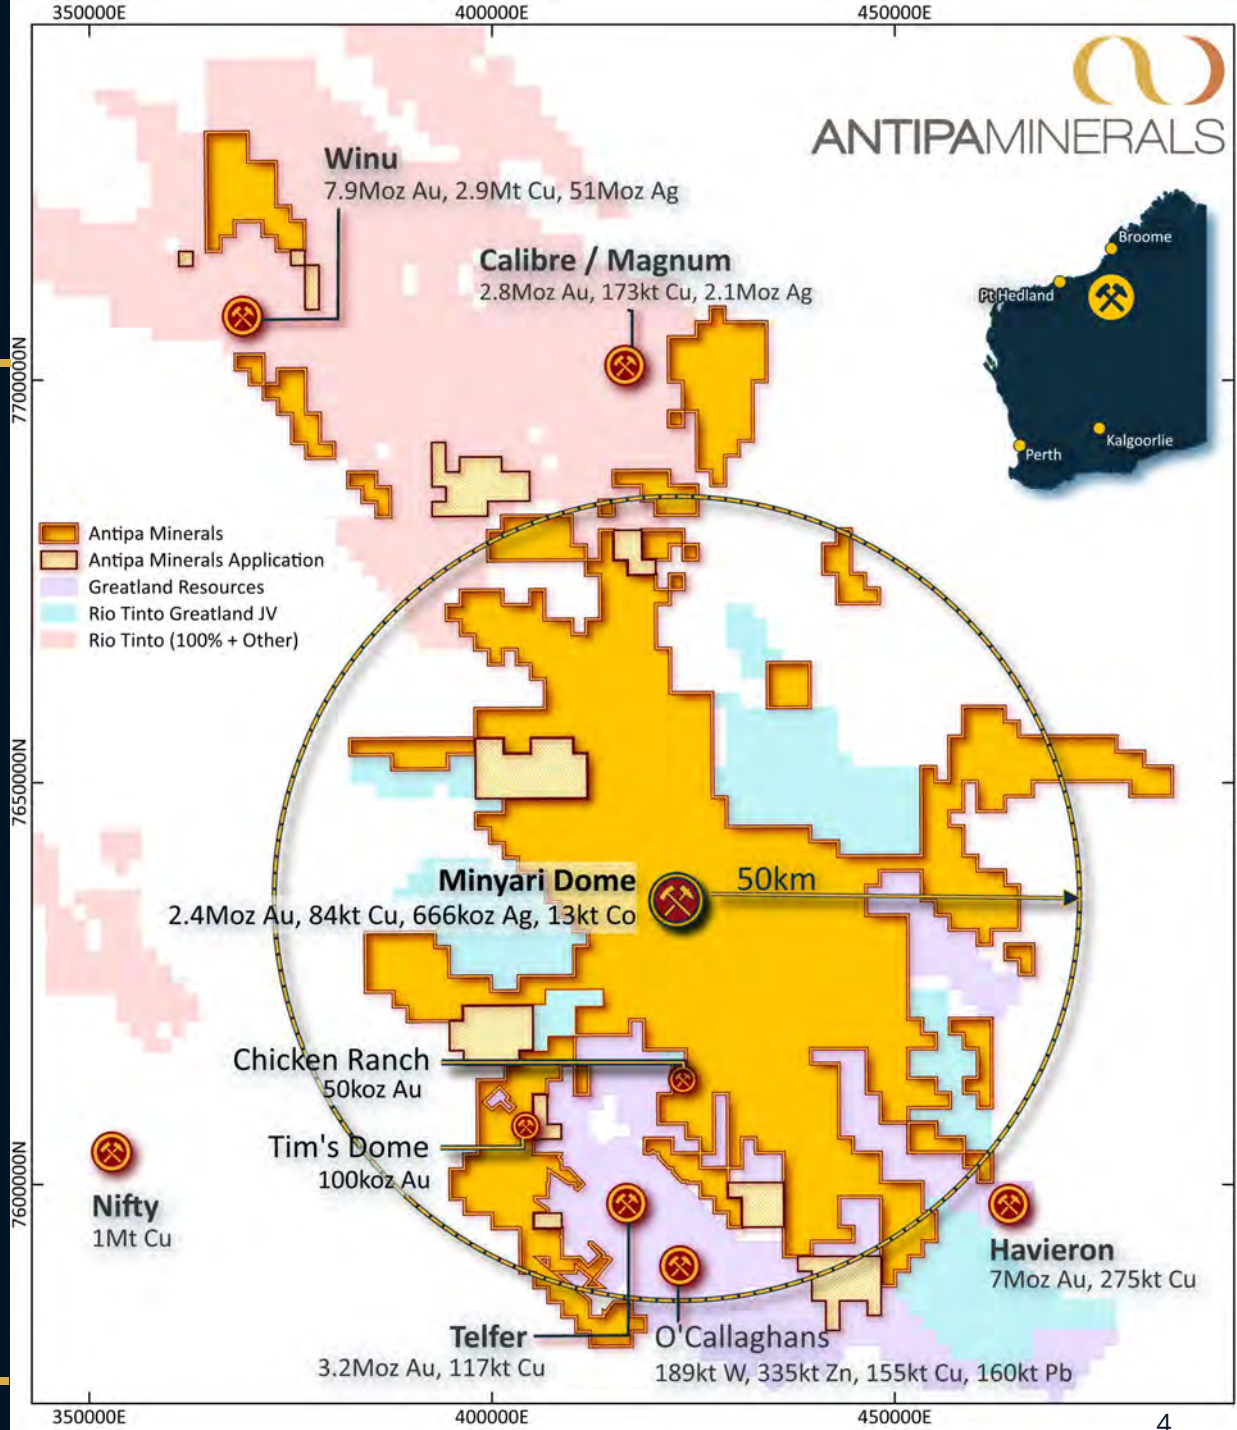 350000E
400000E
450000E
ANTIPAMINERALS
Winu
7.9Moz Au, 2.9Mt Cu, 51Moz Ag
Calibre / Magnum
2.8Moz Au, 173kt Cu, 2.1Moz Ag
Broome
Pt Hedland
Kalgoorlie
Perth
7700000N
Antipa Minerals
Antipa Minerals Application
Greatland Resources
Rio Tinto Greatland JV
Rio Tinto (100% + Other)
7650000N
Minyari Dome
50km
2.4Moz Au, 84kt Cu, 666koz Ag, 13kt Co
Chicken Ranch
50koz Au
Tim's Dome
100koz Au
7600000N
Nifty
1Mt Cu
Havieron
7Moz Au, 275kt Cu
Telfer
3.2Moz Au, 117kt Cu
O'Callaghans
189kt W, 335kt Zn, 155kt Cu, 160kt Pb
350000E
400000E
450000E
4